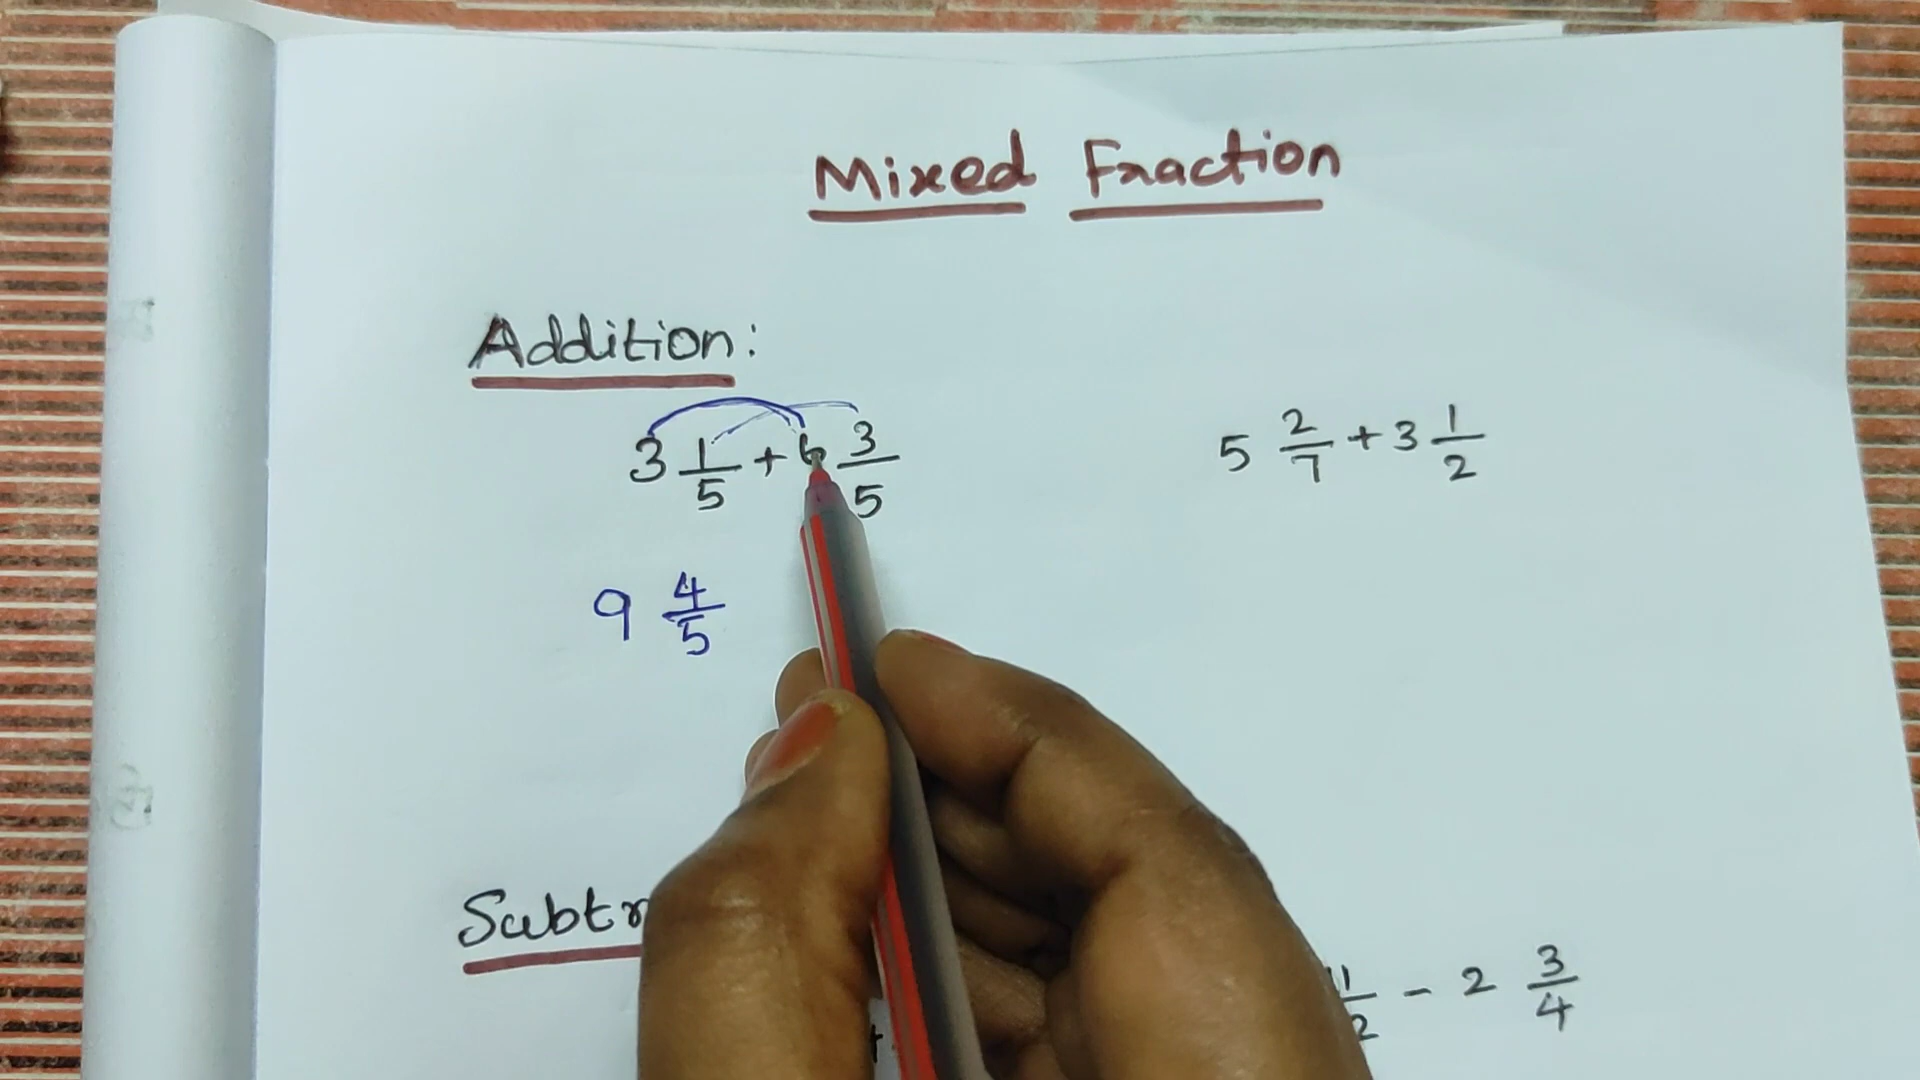 Mixed Fraction
Addition:
3 1/5 + 6 3/5
5 2/7 + 3 1/2
9 4/5
- 2 3/4